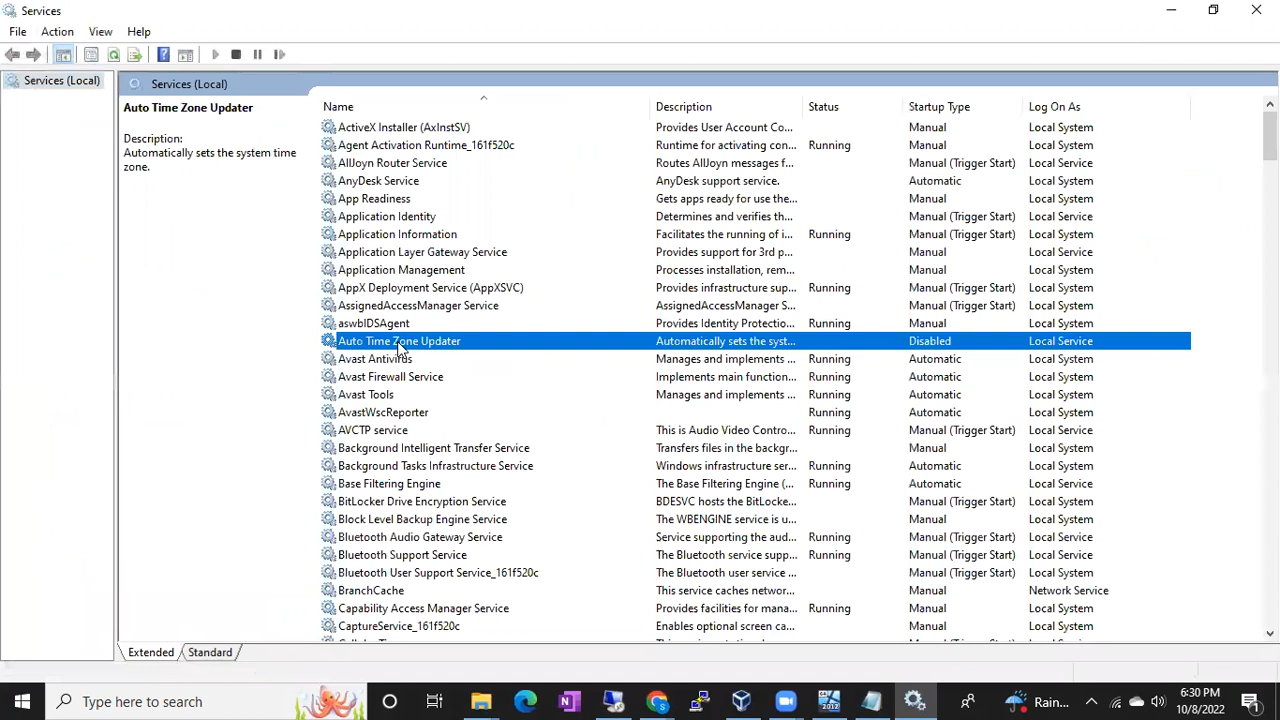 Services
File Action View Help
Services (Local)
Services (Local)
Auto Time Zone Updater
Description:
Automatically sets the system time
zone.
Name Description Status Startup Type Log On As
ActiveX Installer (AxInstSV) Provides User Account Co... Manual Local System
Agent Activation Runtime_161f520c Runtime for activating con... Running Manual Local System
AllJoyn Router Service Routes AllJoyn messages f... Manual (Trigger Start) Local Service
AnyDesk Service AnyDesk support service. Automatic Local System
App Readiness Gets apps ready for use the... Manual Local System
Application Identity Determines and verifies th... Manual (Trigger Start) Local Service
Application Information Facilitates the running of i... Running Manual (Trigger Start) Local System
Application Layer Gateway Service Provides support for 3rd p... Manual Local Service
Application Management Processes installation, rem... Manual Local System
AppX Deployment Service (AppXSVC) Provides infrastructure sup... Running Manual (Trigger Start) Local System
AssignedAccessManager Service AssignedAccessManager S... Manual (Trigger Start) Local System
aswbIDSAgent Provides Identity Protectio... Running Manual Local System
Auto Time Zone Updater Automatically sets the syst... Disabled Local Service
Avast Antivirus Manages and implements ... Running Automatic Local System
Avast Firewall Service Implements main function... Running Automatic Local System
Avast Tools Manages and implements ... Running Automatic Local System
AvastWscReporter Running Automatic Local System
AVCTP service This is Audio Video Contro... Running Manual (Trigger Start) Local Service
Background Intelligent Transfer Service Transfers files in the backgr... Manual Local System
Background Tasks Infrastructure Service Windows infrastructure ser... Running Automatic Local System
Base Filtering Engine The Base Filtering Engine (... Running Automatic Local Service
BitLocker Drive Encryption Service BDESVC hosts the BitLocke... Manual (Trigger Start) Local System
Block Level Backup Engine Service The WBENGINE service is u... Manual Local System
Bluetooth Audio Gateway Service Service supporting the aud... Running Manual (Trigger Start) Local Service
Bluetooth Support Service The Bluetooth service supp... Running Manual (Trigger Start) Local Service
Bluetooth User Support Service_161f520c The Bluetooth user service ... Manual (Trigger Start) Local System
BranchCache This service caches networ... Manual Network Service
Capability Access Manager Service Provides facilities for mana... Running Manual Local System
CaptureService_161f520c Enables optional screen ca... Manual Local System
Extended Standard
Type here to search
2012
Rain...
6:30 PM
10/8/2022
1